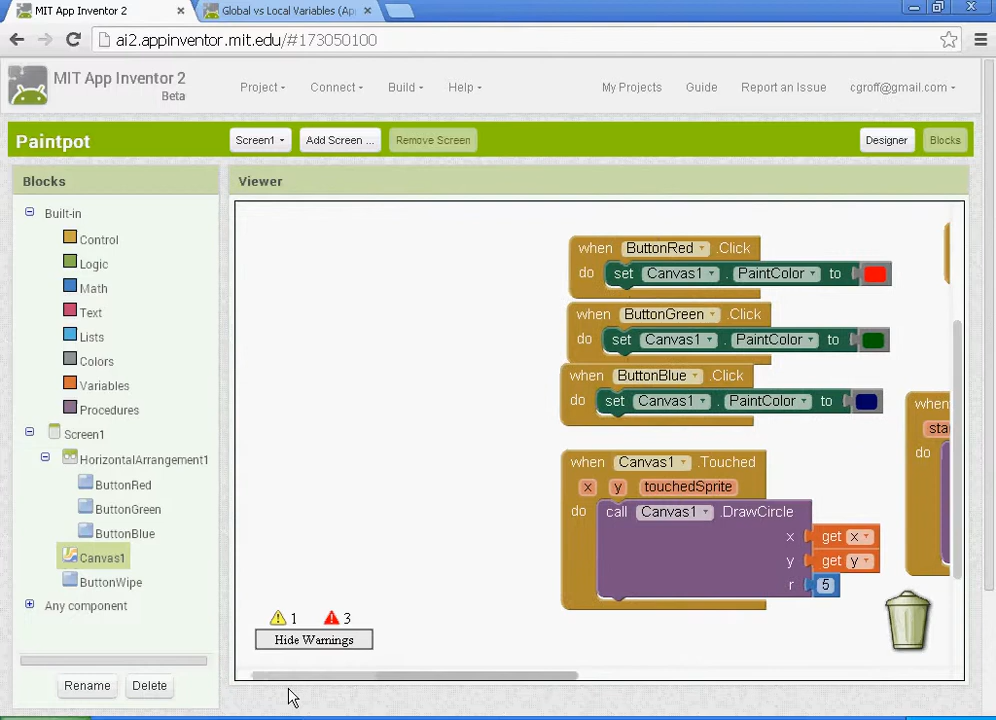 MIT App Inventor 2
Global vs Local Variables (Ap
ai2.appinventor.mit.edu/#173050100
MIT App Inventor 2
Beta
Project Connect Build Help My Projects Guide Report an Issue cgroff@gmail.com
Paintpot Screen1 Add Screen ... Remove Screen Designer Blocks
Blocks
Viewer
Built-in
Control
Logic
Math
Text
Lists
Colors
Variables
Procedures
Screen1
HorizontalArrangement1
ButtonRed
ButtonGreen
ButtonBlue
Canvas1
ButtonWipe
Any component
Rename Delete
when ButtonRed .Click
do set Canvas1 . PaintColor to
when ButtonGreen .Click
do set Canvas1 . PaintColor to
when ButtonBlue .Click
do set Canvas1 . PaintColor to
when Canvas1 .Touched
x y touchedSprite
do call Canvas1 .DrawCircle
x get x
y get y
r 5
when
sta
do
1 3
Hide Warnings